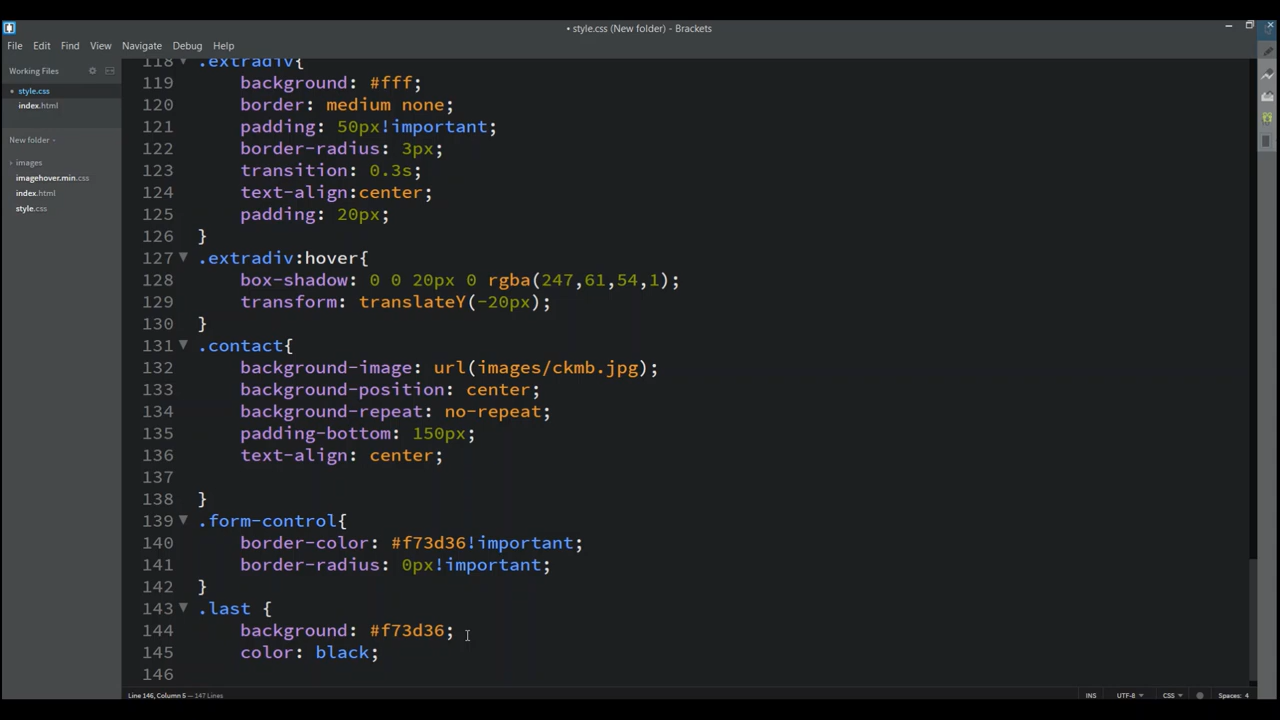 • style.css (New folder) - Brackets
File Edit Find View Navigate Debug Help
Working Files
• style.css
index.html
New folder
images
imagehover.min.css
index.html
style.css
118 .extradiv{
119 background: #fff;
120 border: medium none;
121 padding: 50px!important;
122 border-radius: 3px;
123 transition: 0.3s;
124 text-align:center;
125 padding: 20px;
126 }
127 .extradiv:hover{
128 box-shadow: 0 0 20px 0 rgba(247,61,54,1);
129 transform: translateY(-20px);
130 }
131 .contact{
132 background-image: url(images/ckmb.jpg);
133 background-position: center;
134 background-repeat: no-repeat;
135 padding-bottom: 150px;
136 text-align: center;
137
138 }
139 .form-control{
140 border-color: #f73d36!important;
141 border-radius: 0px!important;
142 }
143 .last {
144 background: #f73d36;
145 color: black;
146
Line 146, Column 5 — 147 Lines
INS UTF-8 CSS Spaces: 4